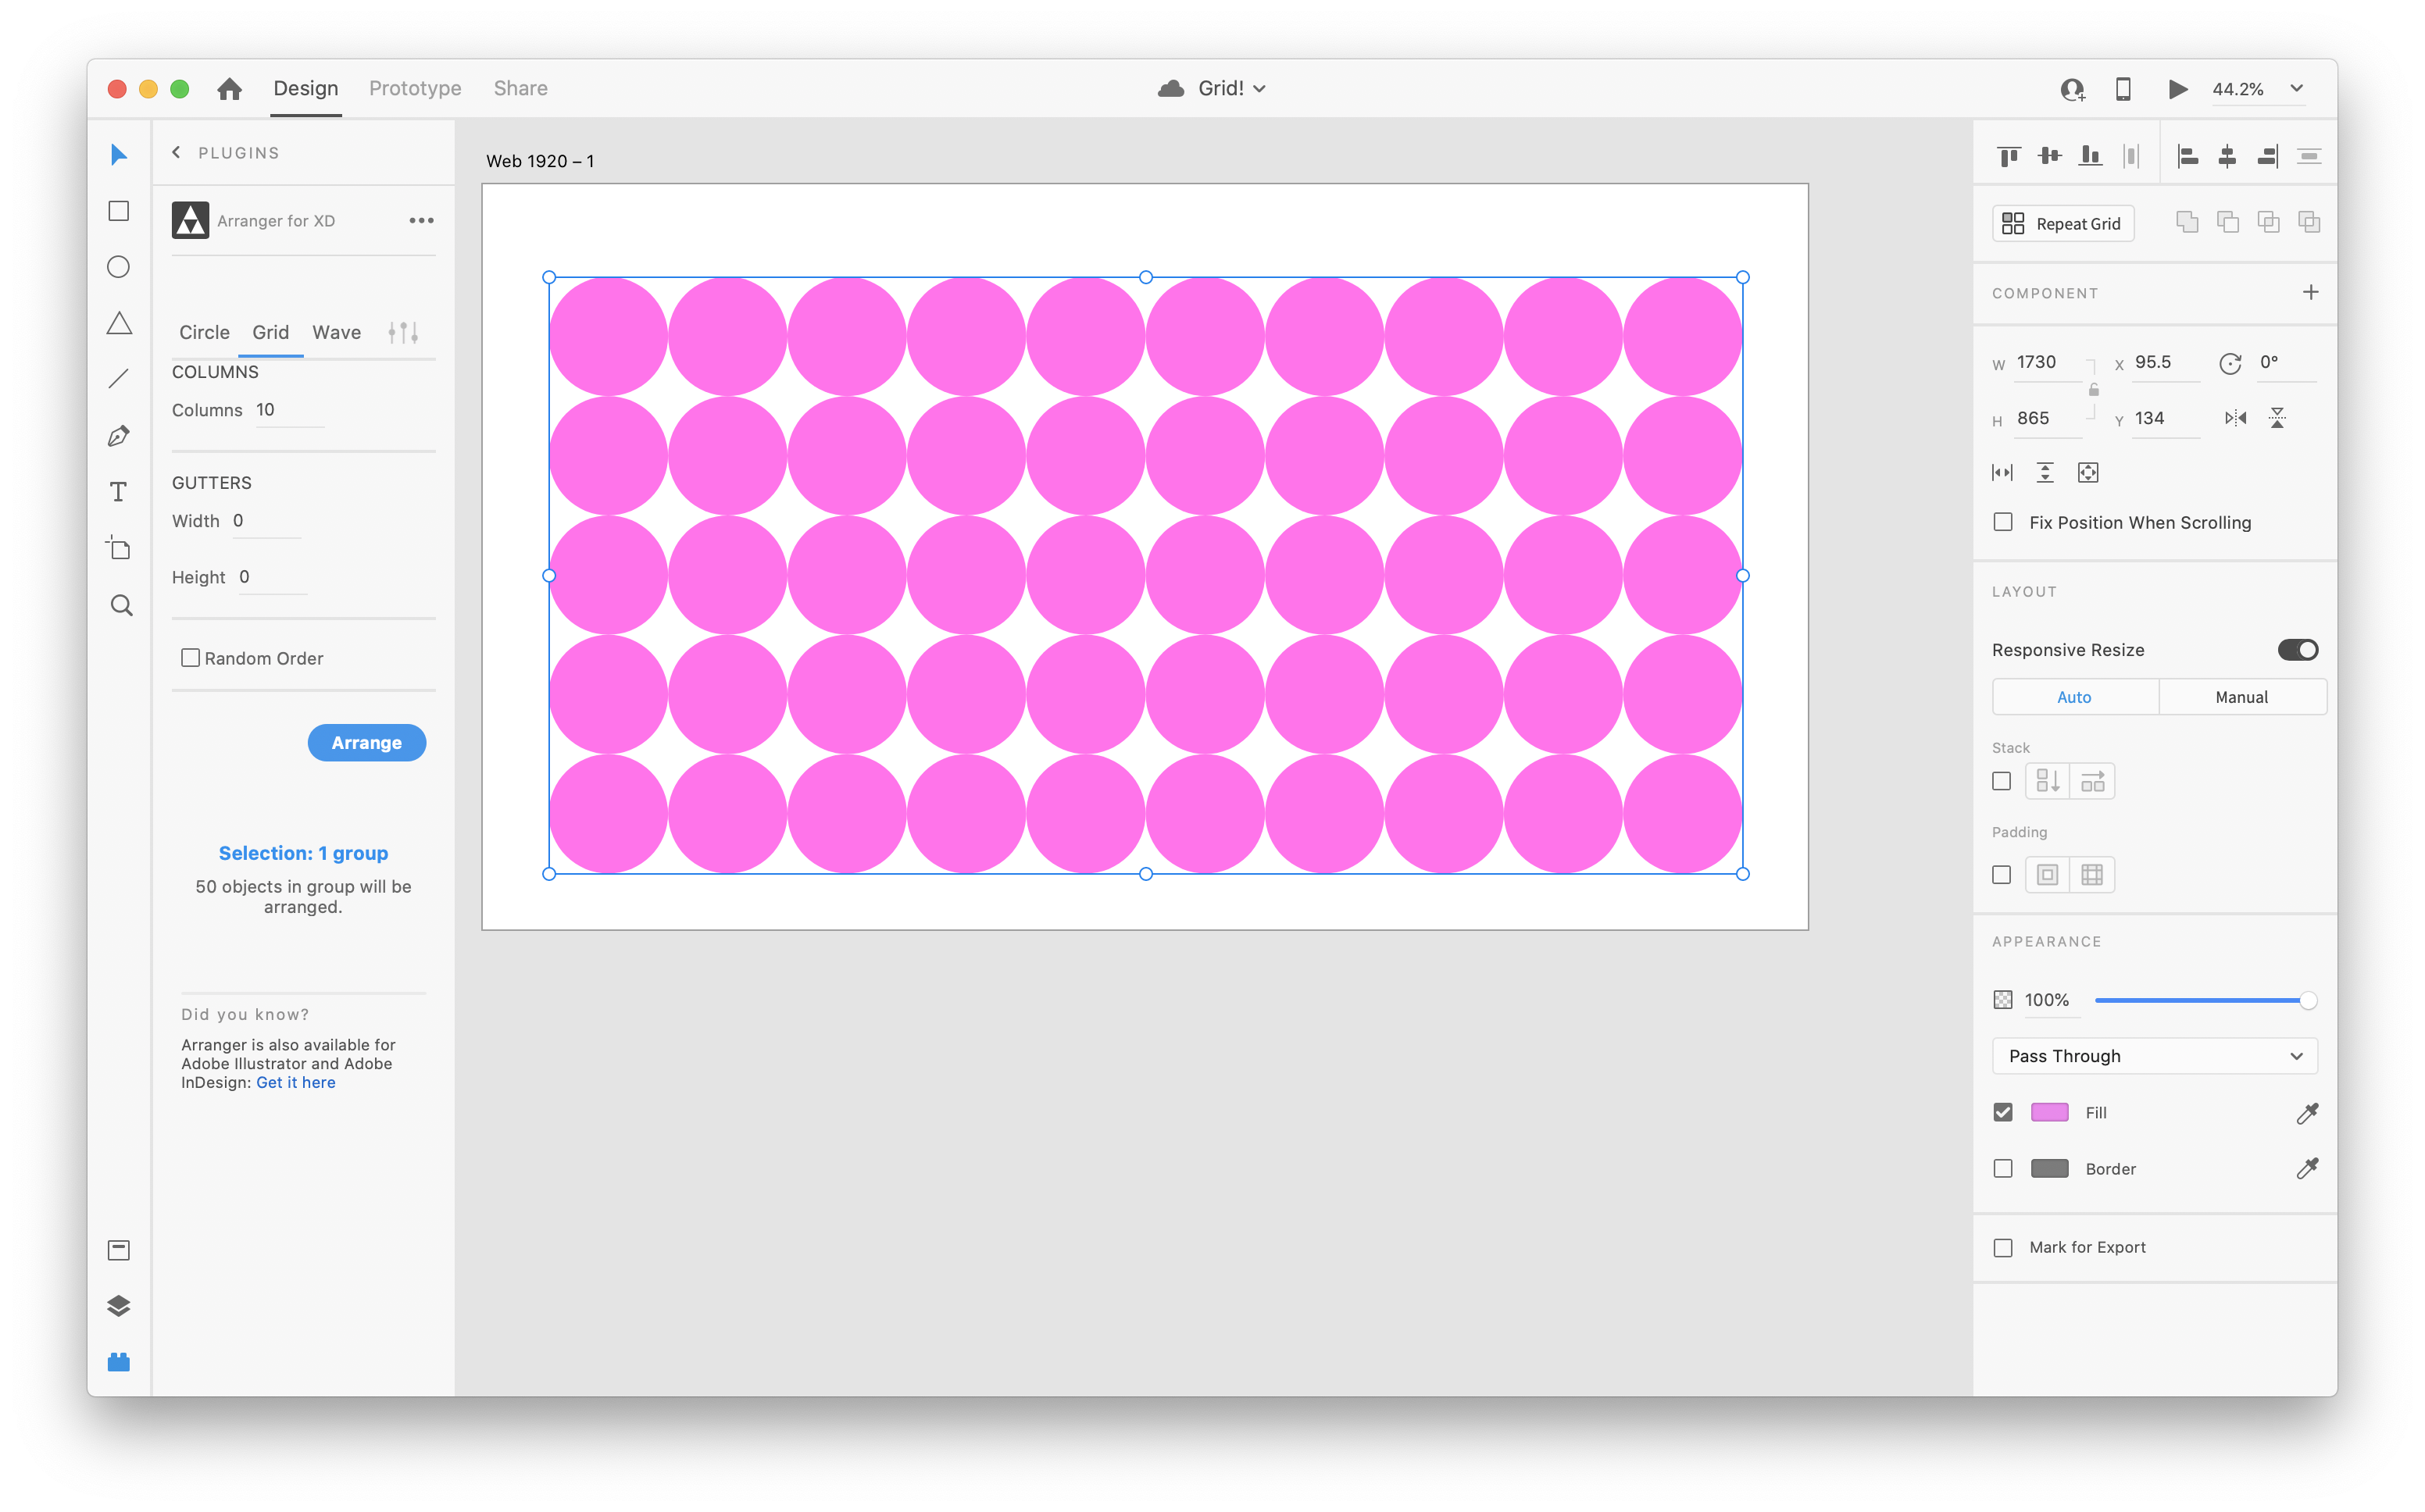 Design Prototype Share
Grid!
44.2%
PLUGINS
Arranger for XD
Circle Grid Wave
COLUMNS
Columns 10
GUTTERS
Width 0
Height 0
Random Order
Arrange
Selection: 1 group
50 objects in group will be
arranged.
Did you know?
Arranger is also available for
Adobe Illustrator and Adobe
InDesign: Get it here
Web 1920 – 1
Repeat Grid
COMPONENT
W 1730 X 95.5 0°
H 865 Y 134
Fix Position When Scrolling
LAYOUT
Responsive Resize
Auto Manual
Stack
Padding
APPEARANCE
100%
Pass Through
Fill
Border
Mark for Export